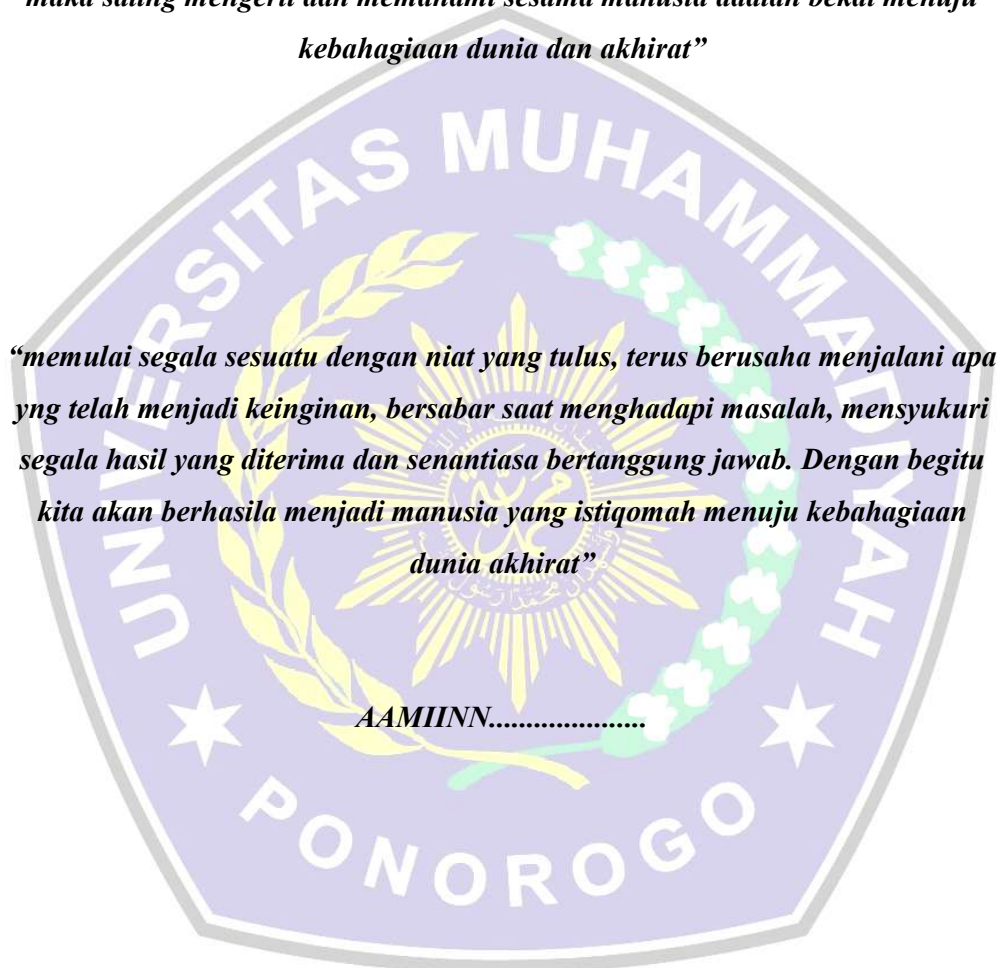 maka saling mengerti dan memahami sesama manusia adalah bekal menuju
kebahagiaan dunia dan akhirat”
UNIVERSITAS MUHAMMADIYAH
“memulai segala sesuatu dengan niat yang tulus, terus berusaha menjalani apa
yng telah menjadi keinginan, bersabar saat menghadapi masalah, mensyukuri
segala hasil yang diterima dan senantiasa bertanggung jawab. Dengan begitu
kita akan berhasila menjadi manusia yang istiqomah menuju kebahagiaan
dunia akhirat”
AAMIINN.....................
PONOROGO